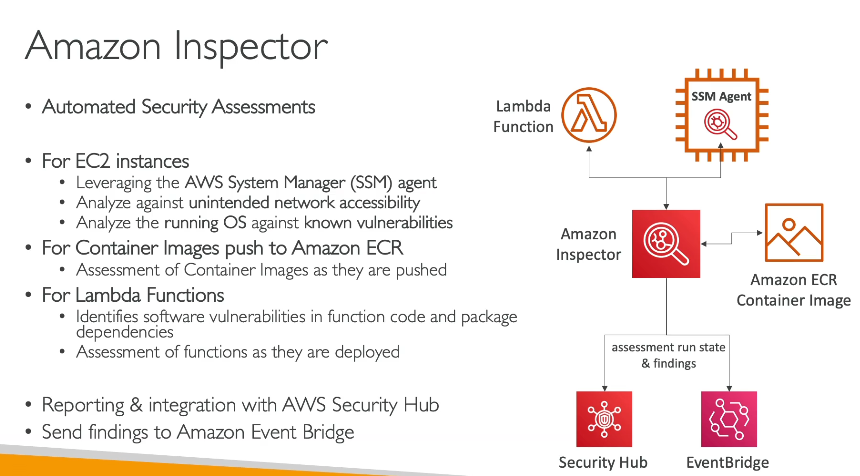 Amazon Inspector
• Automated Security Assessments
• For EC2 instances
• Leveraging the AWS System Manager (SSM) agent
• Analyze against unintended network accessibility
• Analyze the running OS against known vulnerabilities
• For Container Images push to Amazon ECR
• Assessment of Container Images as they are pushed
• For Lambda Functions
• Identifies software vulnerabilities in function code and package
dependencies
• Assessment of functions as they are deployed
• Reporting & integration with AWS Security Hub
• Send findings to Amazon Event Bridge
Lambda
Function
SSM Agent
Amazon
Inspector
Amazon ECR
Container Image
assessment run state
& findings
Security Hub
EventBridge